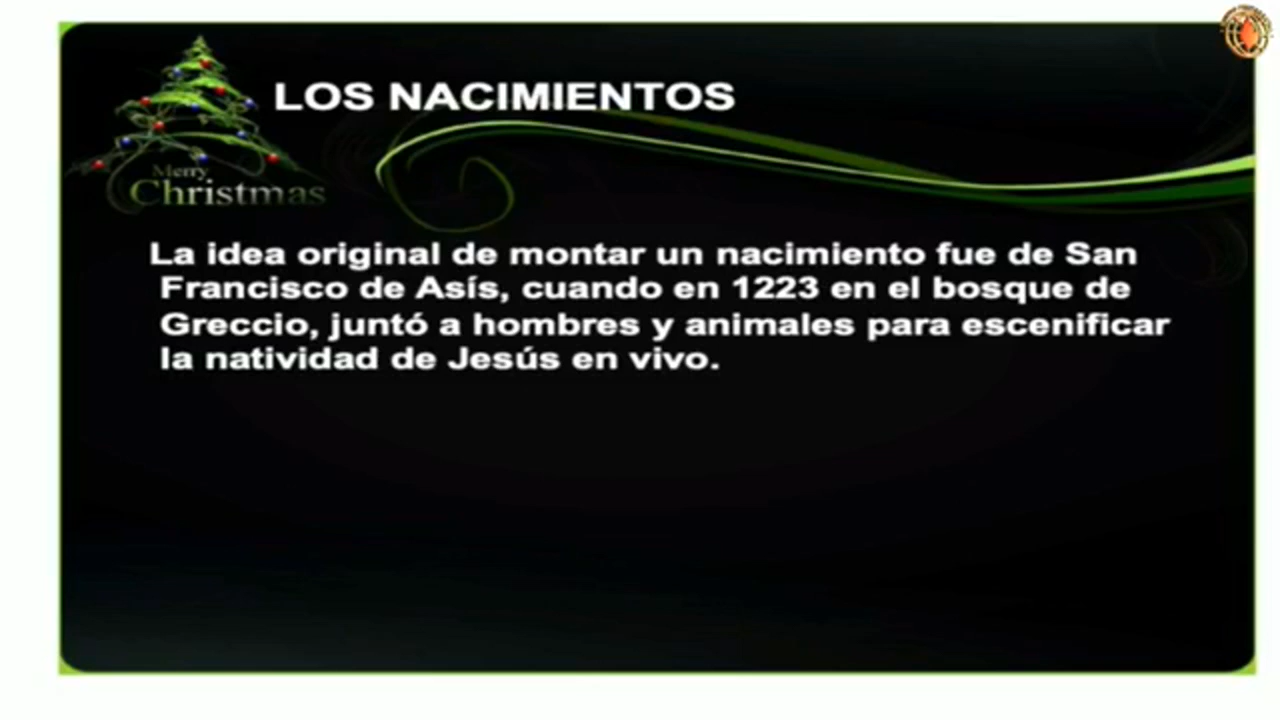 LOS NACIMIENTOS
Merry
Christmas
La idea original de montar un nacimiento fue de San
Francisco de Asís, cuando en 1223 en el bosque de
Greccio, juntó a hombres y animales para escenificar
la natividad de Jesús en vivo.